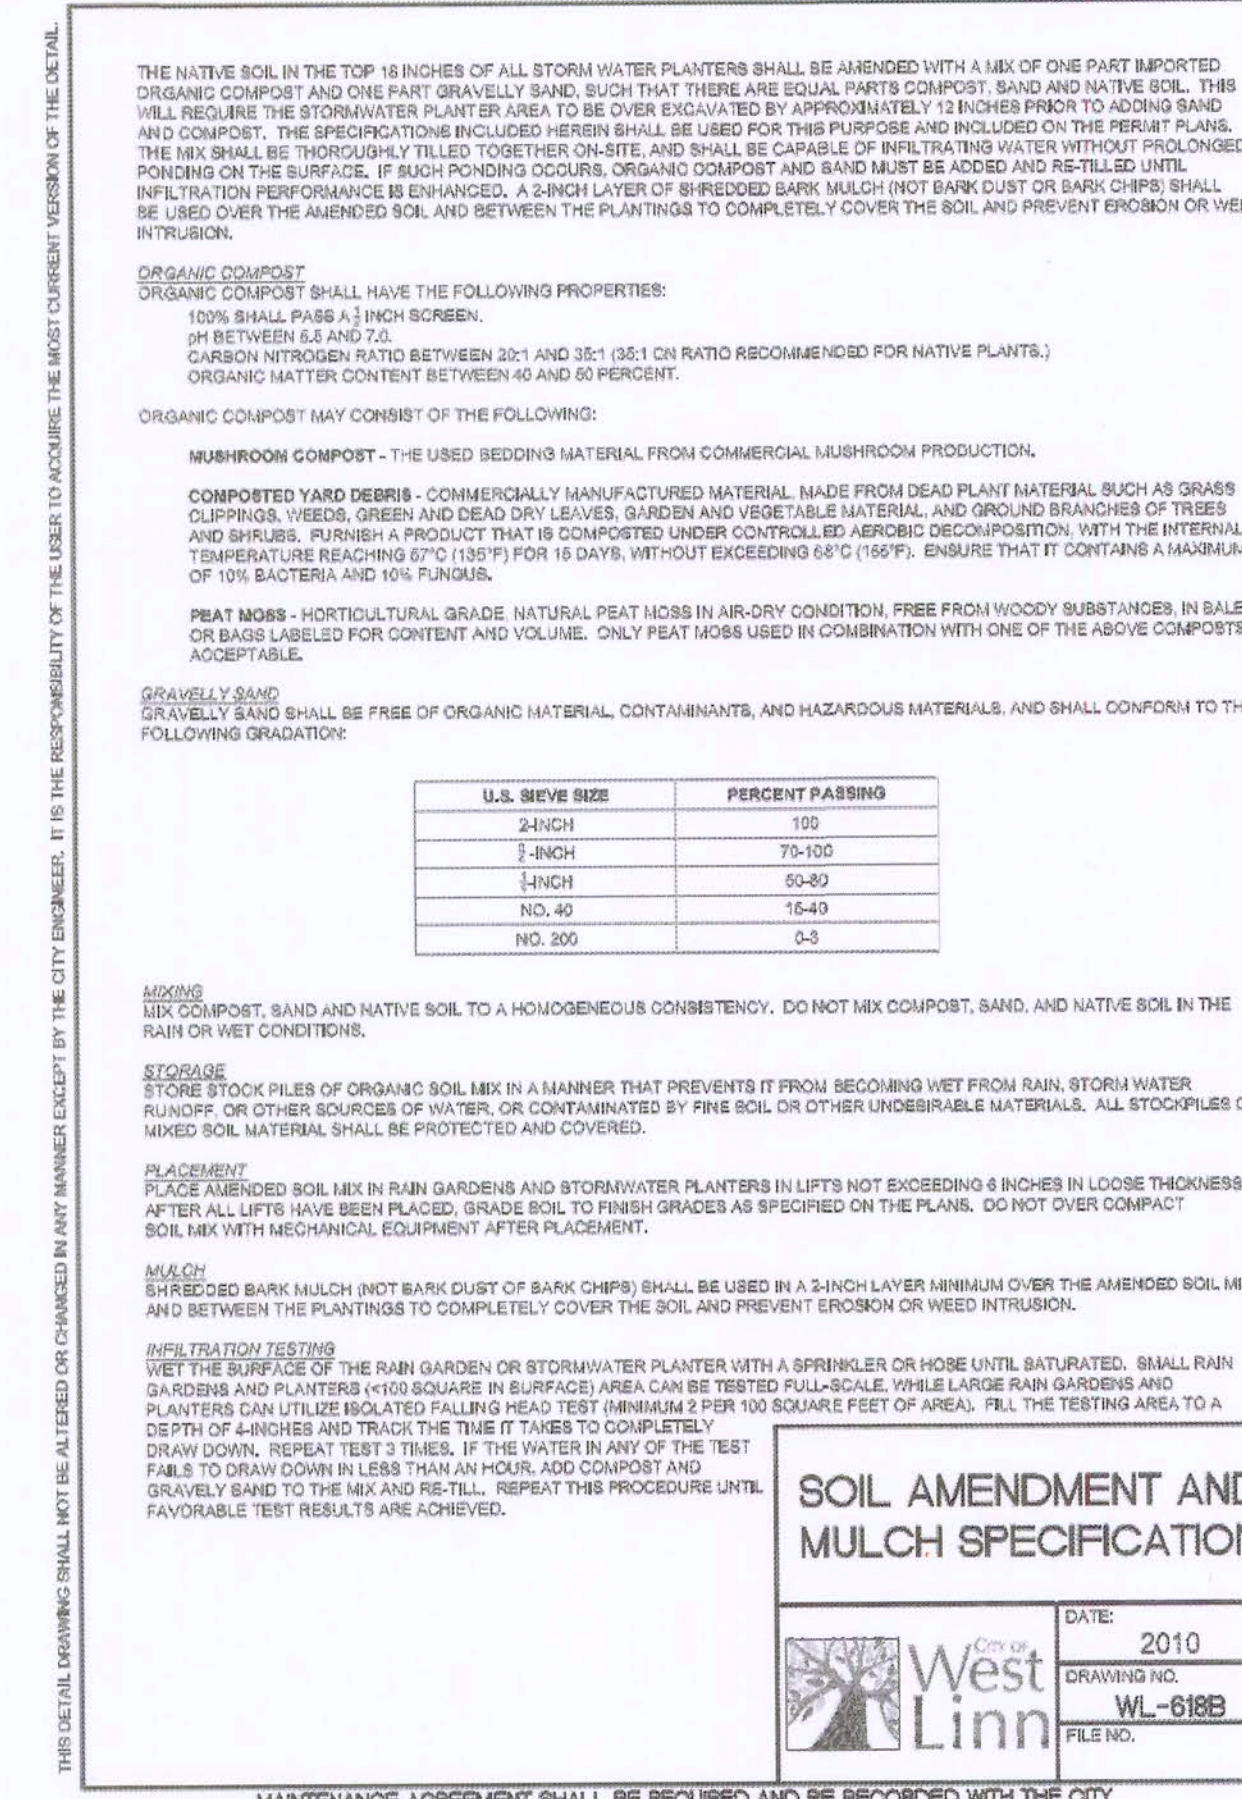 THIS DETAIL DRAWING SHALL NOT BE ALTERED OR CHANGED IN ANY MANNER EXCEPT BY THE CITY ENGINEER. IT IS THE RESPONSIBILITY OF THE USER TO ACQUIRE THE MOST CURRENT VERSION OF THE DETAIL.
THE NATIVE SOIL IN THE TOP 18 INCHES OF ALL STORM WATER PLANTERS SHALL BE AMENDED WITH A MIX OF ONE PART IMPORTED
ORGANIC COMPOST AND ONE PART GRAVELLY SAND, SUCH THAT THERE ARE EQUAL PARTS COMPOST, SAND AND NATIVE SOIL. THIS
WILL REQUIRE THE STORMWATER PLANTER AREA TO BE OVER EXCAVATED BY APPROXIMATELY 12 INCHES PRIOR TO ADDING SAND
AND COMPOST. THE SPECIFICATIONS INCLUDED HEREIN SHALL BE USED FOR THIS PURPOSE AND INCLUDED ON THE PERMIT PLANS.
THE MIX SHALL BE THOROUGHLY TILLED TOGETHER ON-SITE, AND SHALL BE CAPABLE OF INFILTRATING WATER WITHOUT PROLONGED
PONDING ON THE SURFACE. IF SUCH PONDING OCCURS, ORGANIC COMPOST AND SAND MUST BE ADDED AND RE-TILLED UNTIL
INFILTRATION PERFORMANCE IS ENHANCED. A 2-INCH LAYER OF SHREDDED BARK MULCH (NOT BARK DUST OR BARK CHIPS) SHALL
BE USED OVER THE AMENDED SOIL AND BETWEEN THE PLANTINGS TO COMPLETELY COVER THE SOIL AND PREVENT EROSION OR WEE
INTRUSION.
ORGANIC COMPOST
ORGANIC COMPOST SHALL HAVE THE FOLLOWING PROPERTIES:
100% SHALL PASS A ½ INCH SCREEN.
pH BETWEEN 5.5 AND 7.0.
CARBON NITROGEN RATIO BETWEEN 20:1 AND 35:1 (35:1 CN RATIO RECOMMENDED FOR NATIVE PLANTS.)
ORGANIC MATTER CONTENT BETWEEN 40 AND 50 PERCENT.
ORGANIC COMPOST MAY CONSIST OF THE FOLLOWING:
MUSHROOM COMPOST - THE USED BEDDING MATERIAL FROM COMMERCIAL MUSHROOM PRODUCTION.
COMPOSTED YARD DEBRIS - COMMERCIALLY MANUFACTURED MATERIAL, MADE FROM DEAD PLANT MATERIAL SUCH AS GRASS
CLIPPINGS, WEEDS, GREEN AND DEAD DRY LEAVES, GARDEN AND VEGETABLE MATERIAL, AND GROUND BRANCHES OF TREES
AND SHRUBS. FURNISH A PRODUCT THAT IS COMPOSTED UNDER CONTROLLED AEROBIC DECOMPOSITION, WITH THE INTERNAL
TEMPERATURE REACHING 57°C (135°F) FOR 15 DAYS, WITHOUT EXCEEDING 68°C (155°F). ENSURE THAT IT CONTAINS A MAXIMUM
OF 10% BACTERIA AND 10% FUNGUS.
PEAT MOSS - HORTICULTURAL GRADE, NATURAL PEAT MOSS IN AIR-DRY CONDITION, FREE FROM WOODY SUBSTANCES, IN BALE
OR BAGS LABELED FOR CONTENT AND VOLUME. ONLY PEAT MOSS USED IN COMBINATION WITH ONE OF THE ABOVE COMPOSTS
ACCEPTABLE.
GRAVELLY SAND
GRAVELLY SAND SHALL BE FREE OF ORGANIC MATERIAL, CONTAMINANTS, AND HAZARDOUS MATERIALS, AND SHALL CONFORM TO TH
FOLLOWING GRADATION:
U.S. SIEVE SIZE PERCENT PASSING
2-INCH 100
-INCH 70-100
-INCH 50-80
NO. 40 15-40
NO. 200 0-3
MIXING
MIX COMPOST, SAND AND NATIVE SOIL TO A HOMOGENEOUS CONSISTENCY. DO NOT MIX COMPOST, SAND, AND NATIVE SOIL IN THE
RAIN OR WET CONDITIONS.
STORAGE
STORE STOCK PILES OF ORGANIC SOIL MIX IN A MANNER THAT PREVENTS IT FROM BECOMING WET FROM RAIN, STORM WATER
RUNOFF, OR OTHER SOURCES OF WATER, OR CONTAMINATED BY FINE SOIL OR OTHER UNDESIRABLE MATERIALS. ALL STOCKPILES O
MIXED SOIL MATERIAL SHALL BE PROTECTED AND COVERED.
PLACEMENT
PLACE AMENDED SOIL MIX IN RAIN GARDENS AND STORMWATER PLANTERS IN LIFTS NOT EXCEEDING 6 INCHES IN LOOSE THICKNESS
AFTER ALL LIFTS HAVE BEEN PLACED, GRADE SOIL TO FINISH GRADES AS SPECIFIED ON THE PLANS. DO NOT OVER COMPACT
SOIL MIX WITH MECHANICAL EQUIPMENT AFTER PLACEMENT.
MULCH
SHREDDED BARK MULCH (NOT BARK DUST OF BARK CHIPS) SHALL BE USED IN A 2-INCH LAYER MINIMUM OVER THE AMENDED SOIL MI
AND BETWEEN THE PLANTINGS TO COMPLETELY COVER THE SOIL AND PREVENT EROSION OR WEED INTRUSION.
INFILTRATION TESTING
WET THE SURFACE OF THE RAIN GARDEN OR STORMWATER PLANTER WITH A SPRINKLER OR HOSE UNTIL SATURATED. SMALL RAIN
GARDENS AND PLANTERS (<100 SQUARE IN SURFACE) AREA CAN BE TESTED FULL-SCALE, WHILE LARGE RAIN GARDENS AND
PLANTERS CAN UTILIZE ISOLATED FALLING HEAD TEST (MINIMUM 2 PER 100 SQUARE FEET OF AREA). FILL THE TESTING AREA TO A
DEPTH OF 4-INCHES AND TRACK THE TIME IT TAKES TO COMPLETELY
DRAW DOWN. REPEAT TEST 3 TIMES. IF THE WATER IN ANY OF THE TEST
FAILS TO DRAW DOWN IN LESS THAN AN HOUR, ADD COMPOST AND
GRAVELY SAND TO THE MIX AND RE-TILL. REPEAT THIS PROCEDURE UNTIL
FAVORABLE TEST RESULTS ARE ACHIEVED.
SOIL AMENDMENT AND
MULCH SPECIFICATION
CITY OF
West
Linn
DATE:
2010
DRAWING NO.
WL-618B
FILE NO.
MAINTENANCE AGREEMENT SHALL BE REQUIRED AND BE RECORDED WITH THE CITY